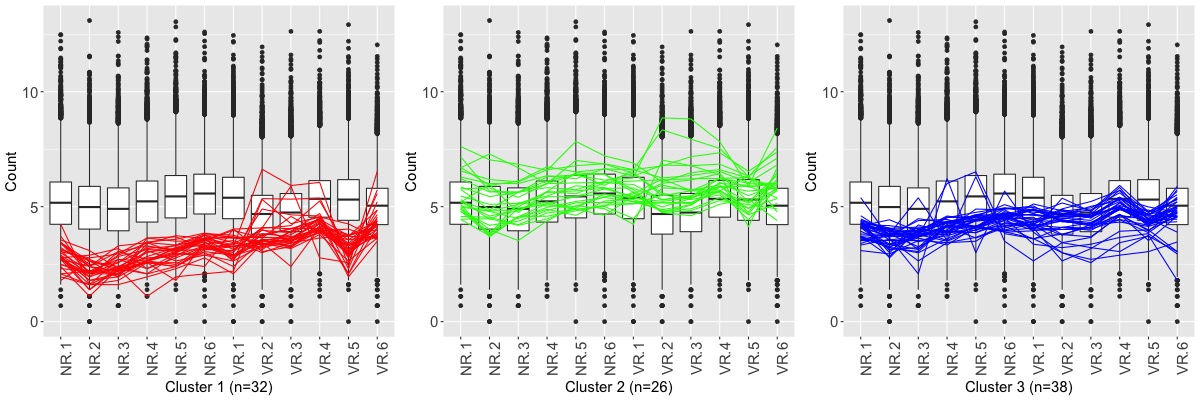 Count
10
5
0
NR.1
NR.2
NR.3
NR.4
NR.5
NR.6
VR.1
VR.2
VR.3
VR.4
VR.5
VR.6
Cluster 1 (n=32)
Count
10
5
0
NR.1
NR.2
NR.3
NR.4
NR.5
NR.6
VR.1
VR.2
VR.3
VR.4
VR.5
VR.6
Cluster 2 (n=26)
Count
10
5
0
NR.1
NR.2
NR.3
NR.4
NR.5
NR.6
VR.1
VR.2
VR.3
VR.4
VR.5
VR.6
Cluster 3 (n=38)